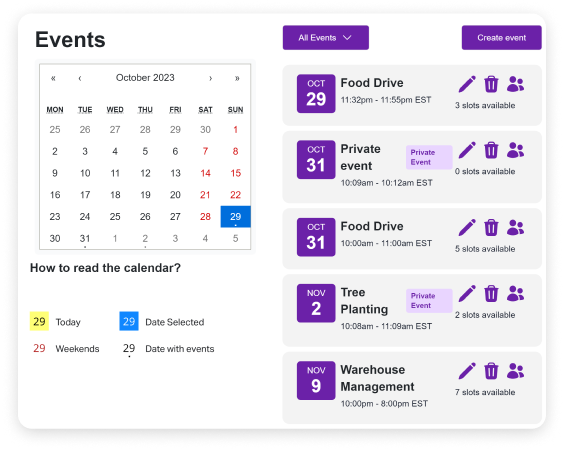 Events
« ‹ October 2023 › »
MON TUE WED THU FRI SAT SUN
25 26 27 28 29 30 1
2 3 4 5 6 7 8
9 10 11 12 13 14 15
16 17 18 19 20 21 22
23 24 25 26 27 28 29
30 31 1 2 3 4 5
How to read the calendar?
29 Today
29 Date Selected
29 Weekends
29 Date with events
All Events
Create event
OCT
29
Food Drive
11:32pm - 11:55pm EST
3 slots available
OCT
31
Private
event
Private
Event
10:09am - 10:12am EST
0 slots available
OCT
31
Food Drive
10:00am - 11:00am EST
5 slots available
NOV
2
Tree
Planting
Private
Event
10:08am - 11:09am EST
2 slots available
NOV
9
Warehouse
Management
10:00pm - 8:00pm EST
7 slots available